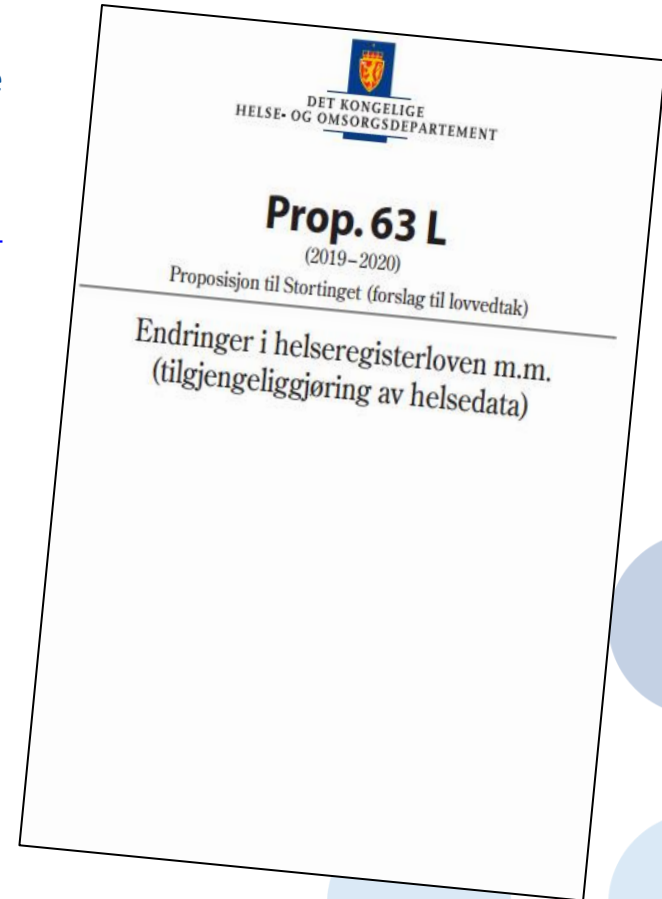 DET KONGELIGE
HELSE- OG OMSORGSDEPARTEMENT
Prop. 63 L
(2019–2020)
Proposisjon til Stortinget (forslag til lovvedtak)
Endringer i helseregisterloven m.m.
(tilgjengeliggjøring av helsedata)